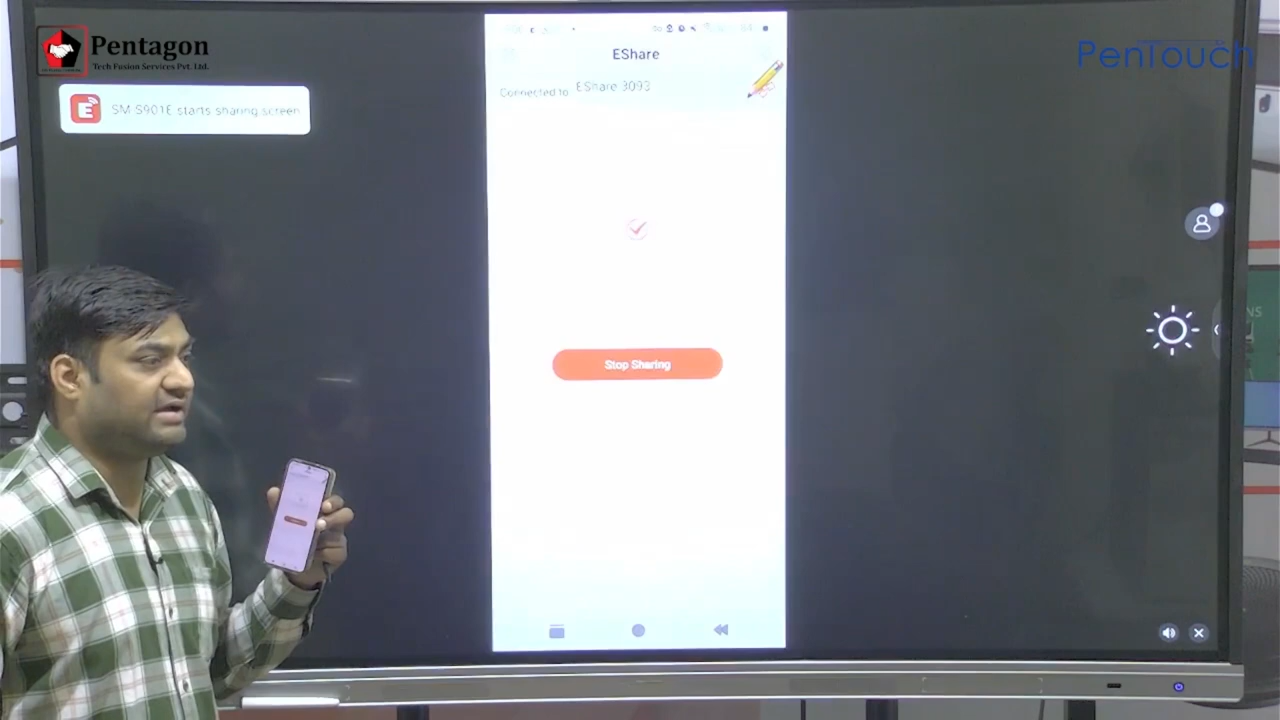 Pentagon
Tech Fusion Services Pvt. Ltd.
PenTouch
E SM-S901E starts sharing screen
EShare
Connected to EShare 3093
Stop Sharing